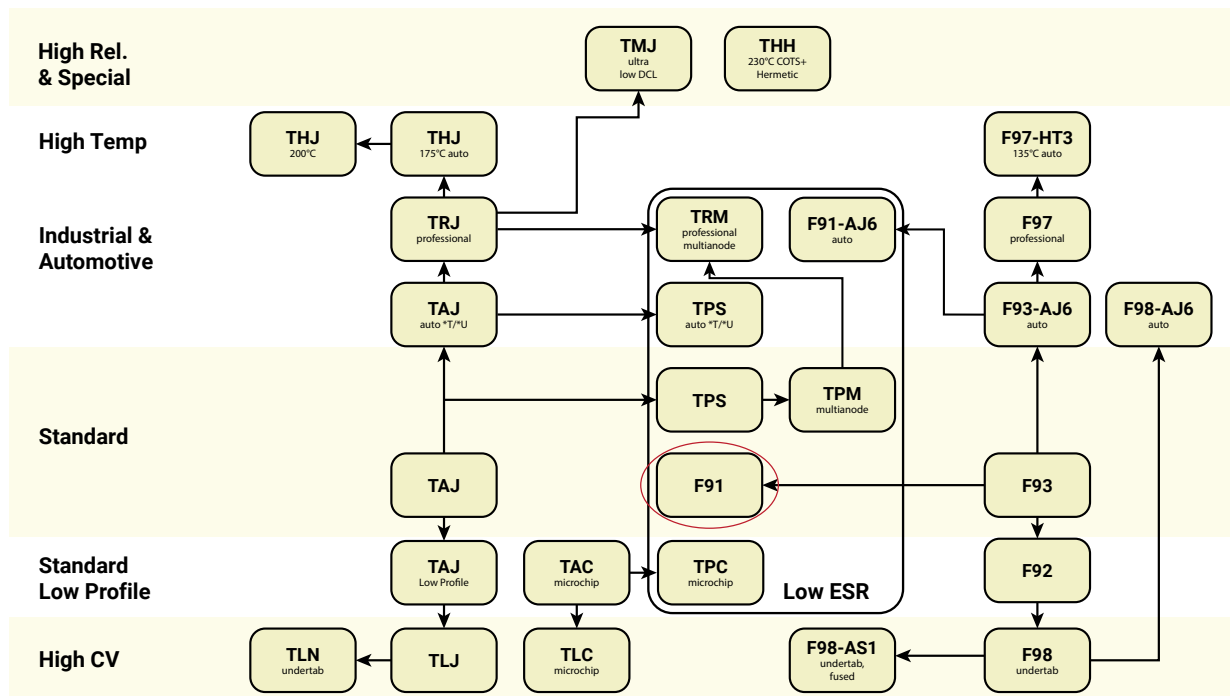 High Rel.
& Special
TMJ
ultra
low DCL
THH
230°C COTS+
Hermetic
High Temp
THJ
200°C
THJ
175°C auto
F97-HT3
135°C auto
Industrial &
Automotive
TRJ
professional
TRM
professional
multianode
F91-AJ6
auto
F97
professional
TAJ
auto *T/*U
TPS
auto *T/*U
F93-AJ6
auto
F98-AJ6
auto
Standard
TPS
TPM
multianode
TAJ
F91
F93
Standard
Low Profile
TAJ
Low Profile
TAC
microchip
TPC
microchip
Low ESR
F92
High CV
TLN
undertab
TLJ
TLC
microchip
F98-AS1
undertab,
fused
F98
undertab